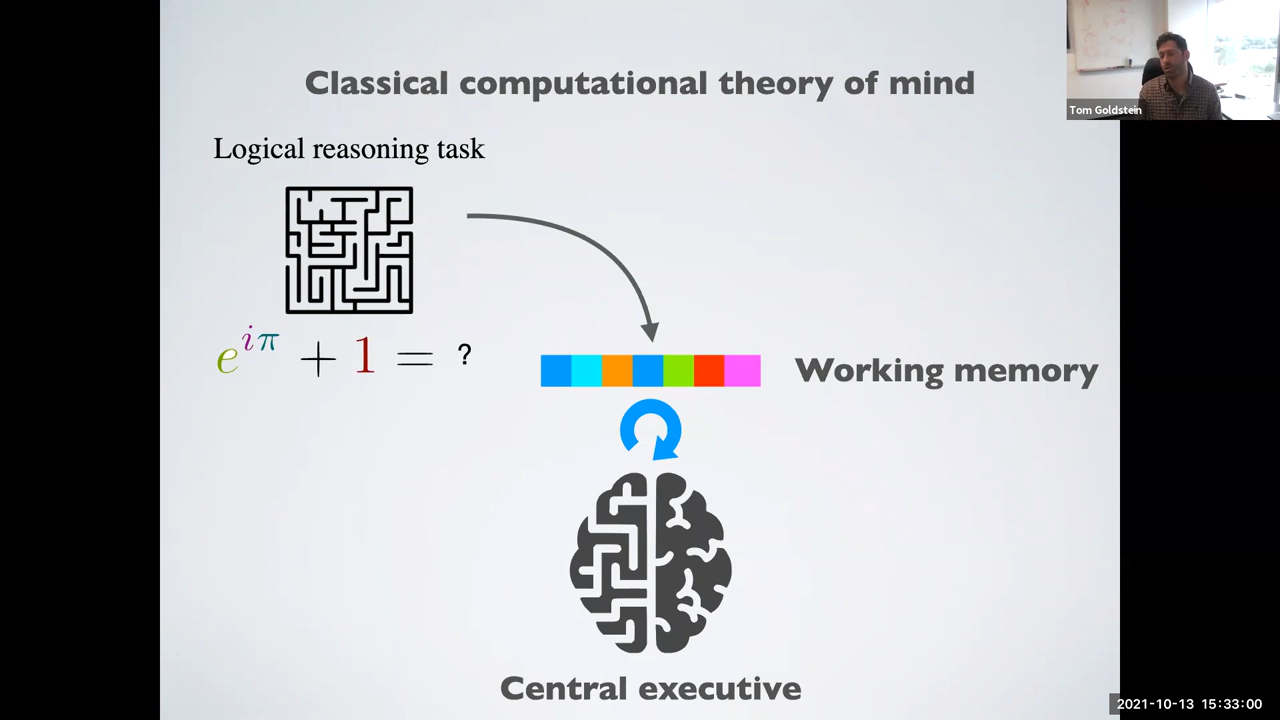 Classical computational theory of mind
Tom Goldstein
Logical reasoning task
e^{iπ} + 1 = ?
Working memory
Central executive
2021-10-13 15:33:00